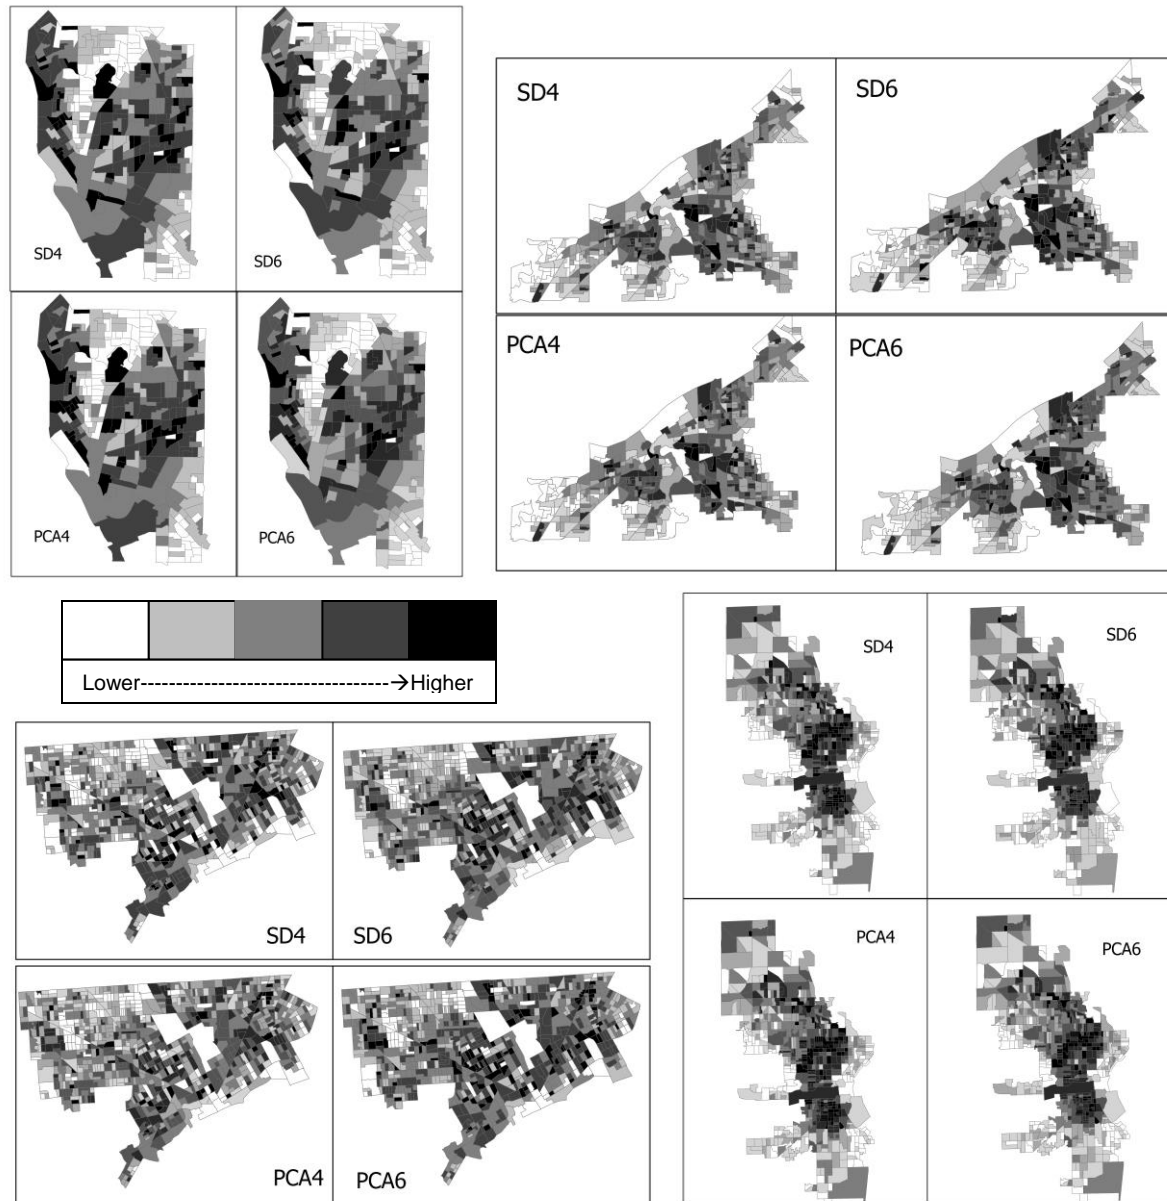 SD4
SD6
PCA4
PCA6
SD4
SD6
PCA4
PCA6
Lower----------------------------------→Higher
SD4
SD6
PCA4
PCA6
SD4
SD6
PCA4
PCA6